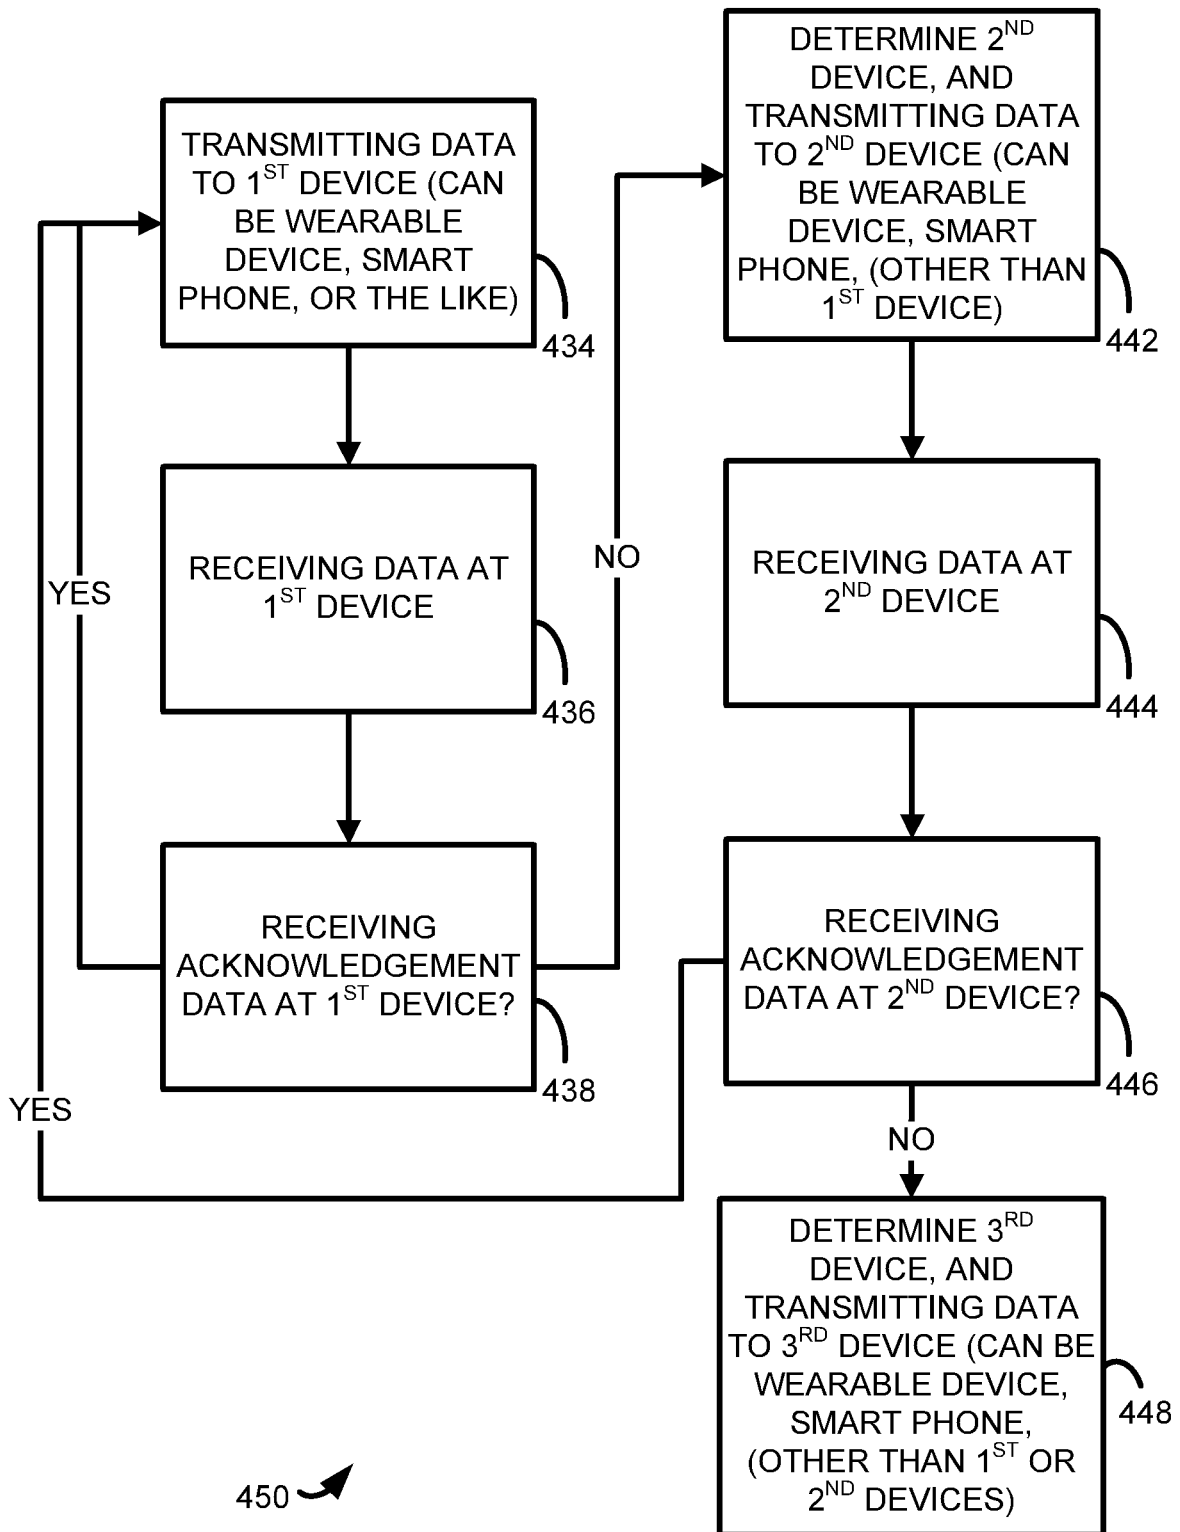 TRANSMITTING DATA
TO 1ST DEVICE (CAN
BE WEARABLE
DEVICE, SMART
PHONE, OR THE LIKE)
434
RECEIVING DATA AT
1ST DEVICE
436
RECEIVING
ACKNOWLEDGEMENT
DATA AT 1ST DEVICE?
438
YES
YES
NO
DETERMINE 2ND
DEVICE, AND
TRANSMITTING DATA
TO 2ND DEVICE (CAN
BE WEARABLE
DEVICE, SMART
PHONE, (OTHER THAN
1ST DEVICE)
442
RECEIVING DATA AT
2ND DEVICE
444
RECEIVING
ACKNOWLEDGEMENT
DATA AT 2ND DEVICE?
446
NO
DETERMINE 3RD
DEVICE, AND
TRANSMITTING DATA
TO 3RD DEVICE (CAN BE
WEARABLE DEVICE,
SMART PHONE,
(OTHER THAN 1ST OR
2ND DEVICES)
448
450